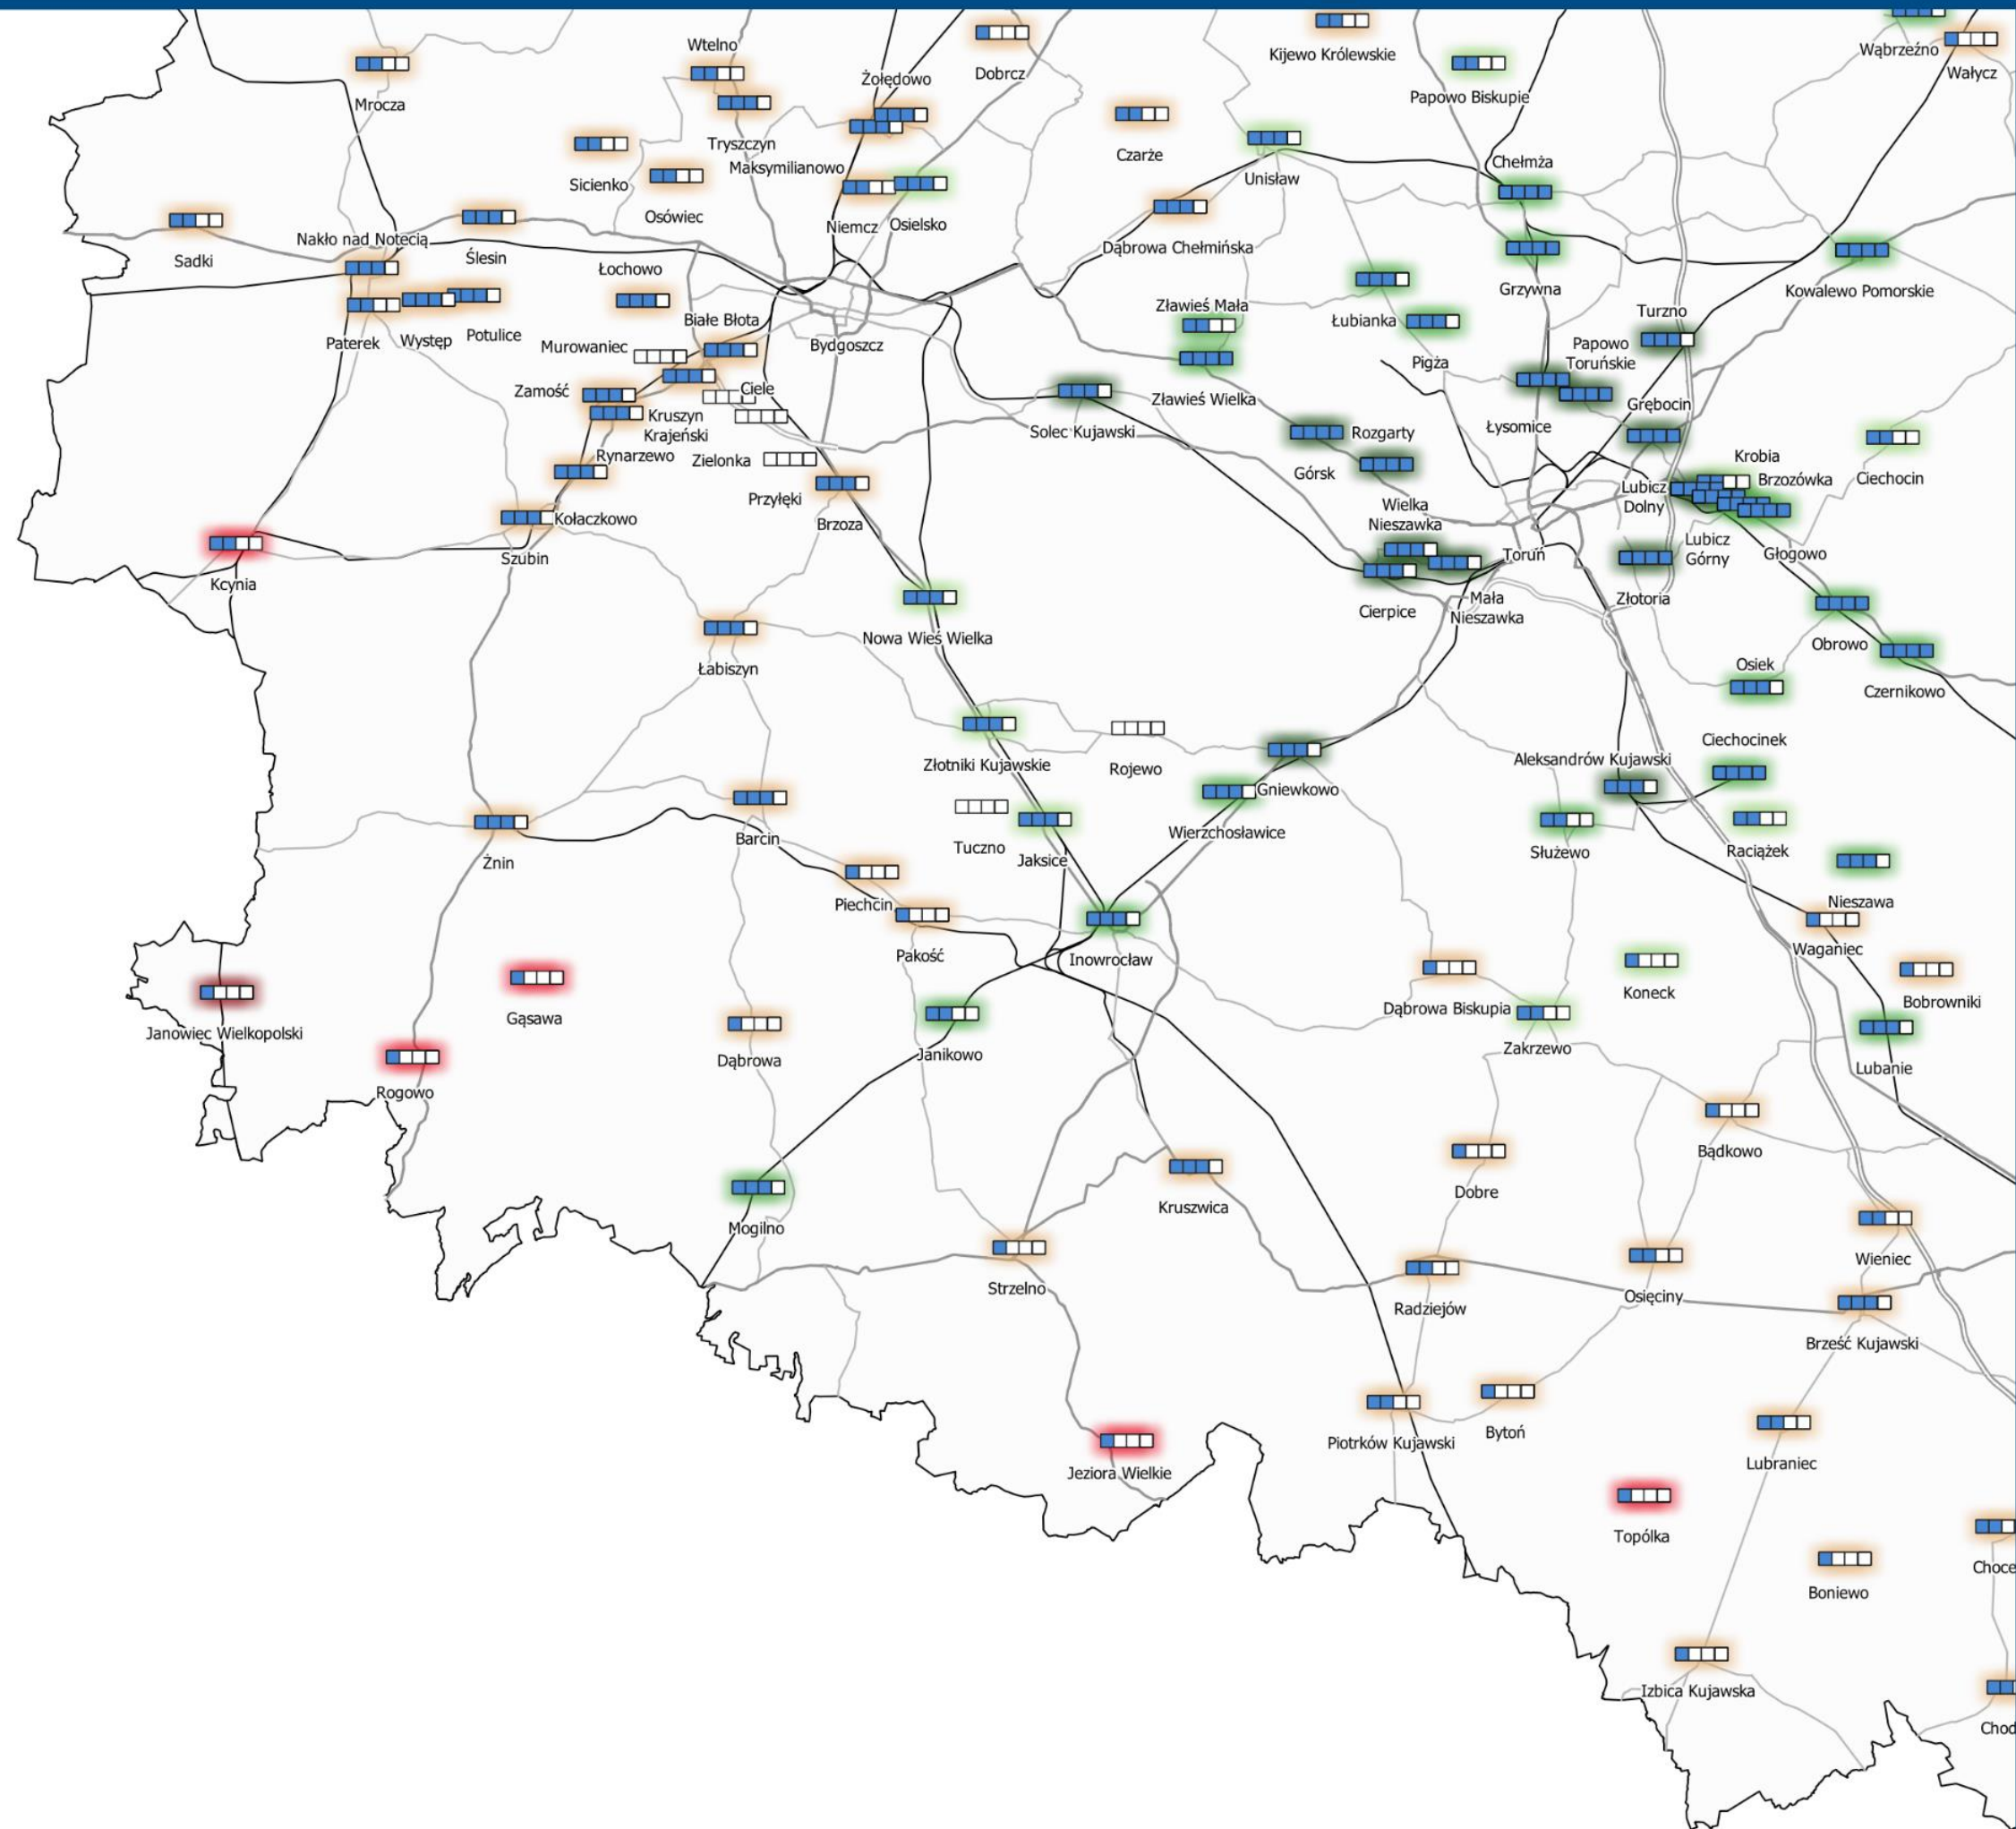 Wtelno
Kijewo Królewskie
Wąbrzeźno
Dobrcz
Wałycz
Żołędowo
Mrocza
Papowo Biskupie
Tryszczyn
Czarże
Maksymilianowo
Chełmża
Sicienko
Unisław
Osówiec
Niemcz
Osielsko
Nakło nad Notecią
Dąbrowa Chełmińska
Sadki
Ślesin
Łochowo
Grzywna
Kowalewo Pomorskie
Zławieś Mała
Turzno
Białe Błota
Łubianka
Potulice
Paterek
Występ
Murowaniec
Bydgoszcz
Papowo
Toruńskie
Pigża
Ciele
Zamość
Zławieś Wielka
Grębocin
Kruszyn
Krajeński
Łysomice
Solec Kujawski
Rozgarty
Rynarzewo
Zielonka
Krobia
Górsk
Brzozówka
Ciechocin
Lubicz
Dolny
Przyłęki
Wielka
Nieszawka
Kołaczkowo
Brzoza
Lubicz
Górny
Szubin
Toruń
Głogowo
Kcynia
Złotoria
Mała
Nieszawka
Cierpice
Nowa Wieś Wielka
Obrowo
Łabiszyn
Osiek
Czernikowo
Ciechocinek
Złotniki Kujawskie
Rojewo
Aleksandrów Kujawski
Gniewkowo
Wierzchosławice
Barcin
Tuczno
Jaksice
Służewo
Raciążek
Żnin
Piechcin
Nieszawa
Waganiec
Pakość
Inowrocław
Koneck
Bobrowniki
Dąbrowa Biskupia
Gąsawa
Janowiec Wielkopolski
Zakrzewo
Janikowo
Dąbrowa
Lubanie
Rogowo
Bądkowo
Dobre
Kruszwica
Mogilno
Wieniec
Strzelno
Osięciny
Radziejów
Brześć Kujawski
Bytoń
Piotrków Kujawski
Lubraniec
Jeziora Wielkie
Topólka
Choce
Boniewo
Izbica Kujawska
Chod